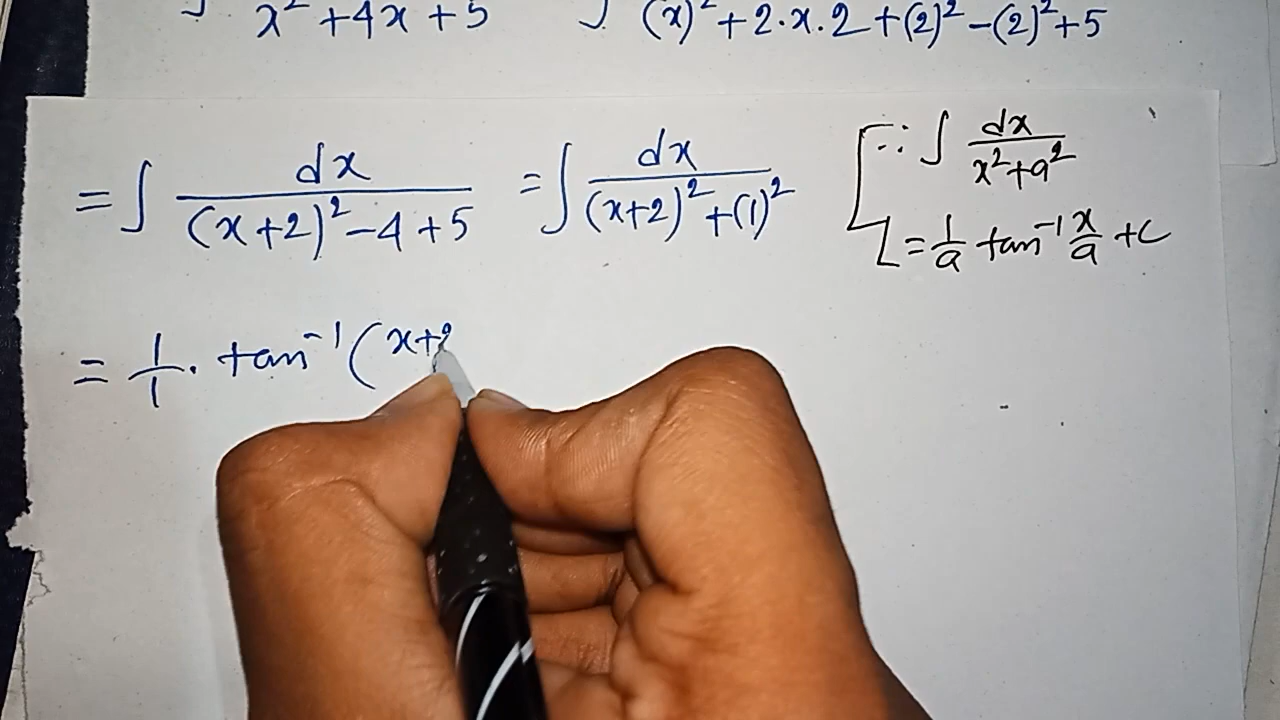 ∫ x² + 4x + 5 ∫ (x)² + 2·x·2 + (2)² - (2)² + 5
= ∫ dx / (x+2)² - 4 + 5 = ∫ dx / (x+2)² + (1)²
[∵ ∫ dx / x² + a²
= 1/a tan⁻¹ x/a + c
= 1/1 · tan⁻¹ (x+2